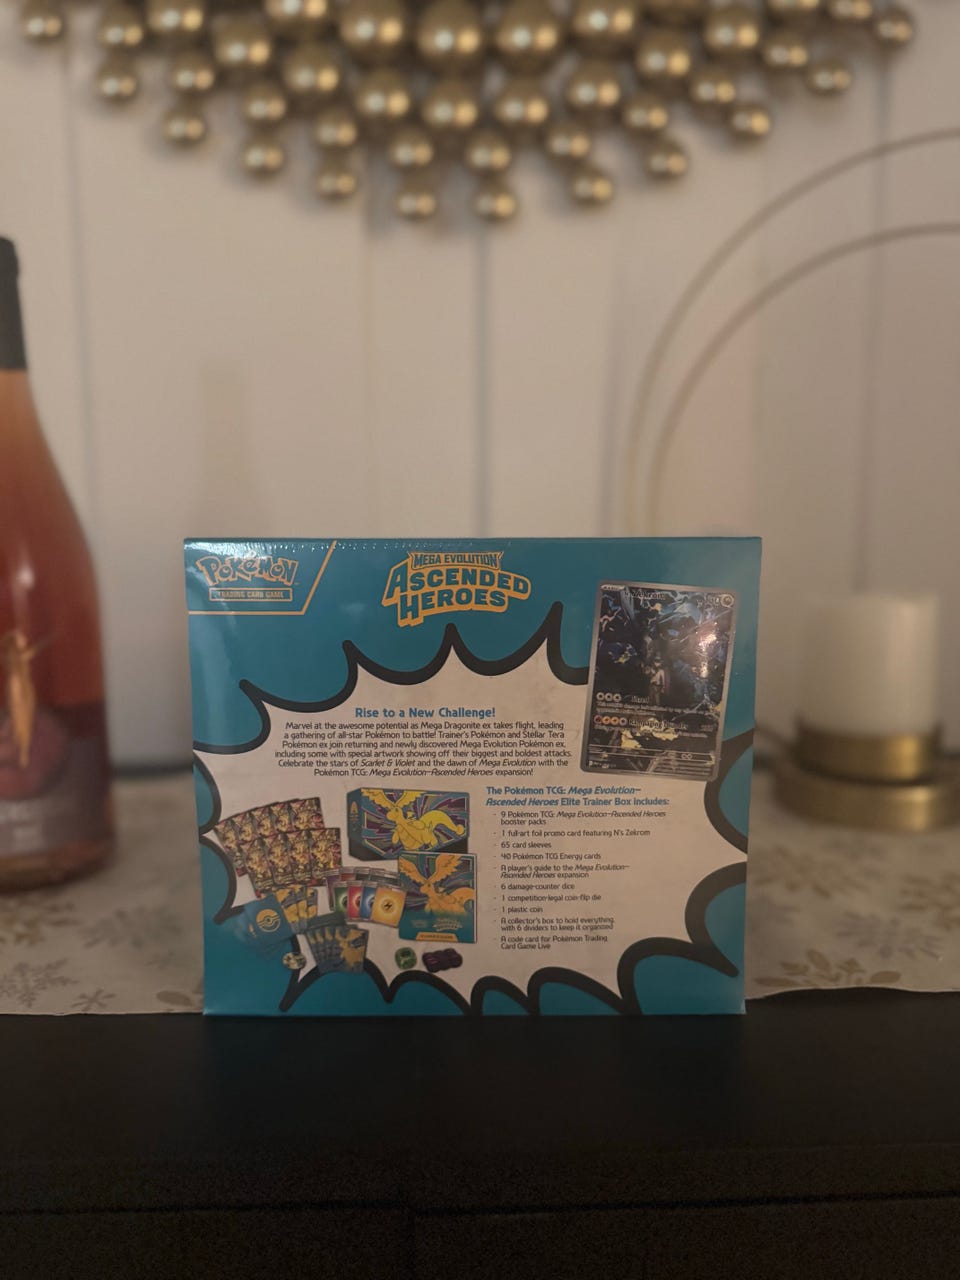 POKéMON
TRADING CARD GAME
MEGA EVOLUTION
ASCENDED
HEROES
Rise to a New Challenge!
Marvel at the awesome potential as Mega Dragonite ex takes flight, leading
a gathering of all-star Pokémon to battle! Trainer's Pokémon and Stellar Tera
Pokémon ex join returning and newly discovered Mega Evolution Pokémon ex,
including some with special artwork showing off their biggest and boldest attacks.
Celebrate the stars of Scarlet & Violet and the dawn of Mega Evolution with the
Pokémon TCG: Mega Evolution—Ascended Heroes expansion!
The Pokémon TCG: Mega Evolution—
Ascended Heroes Elite Trainer Box includes:
· 9 Pokémon TCG: Mega Evolution—Ascended Heroes
booster packs
· 1 full-art foil promo card featuring N's Zekrom
· 65 card sleeves
· 40 Pokémon TCG Energy cards
· A player's guide to the Mega Evolution—
Ascended Heroes expansion
· 6 damage-counter dice
· 1 competition-legal coin-flip die
· 1 plastic coin
· A collector's box to hold everything,
with 6 dividers to keep it organized
· A code card for Pokémon Trading
Card Game Live